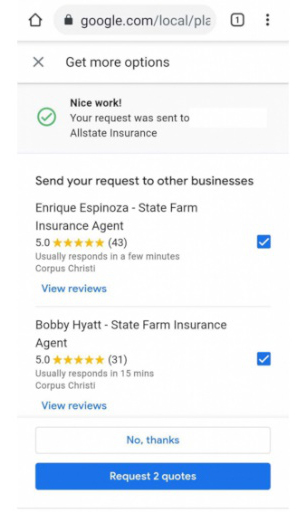 google.com/local/pla
1
Get more options
Nice work!
Your request was sent to
Allstate Insurance
Send your request to other businesses
Enrique Espinoza - State Farm
Insurance Agent
5.0 ★★★★★ (43)
Usually responds in a few minutes
Corpus Christi
View reviews
Bobby Hyatt - State Farm Insurance
Agent
5.0 ★★★★★ (31)
Usually responds in 15 mins
Corpus Christi
View reviews
No, thanks
Request 2 quotes